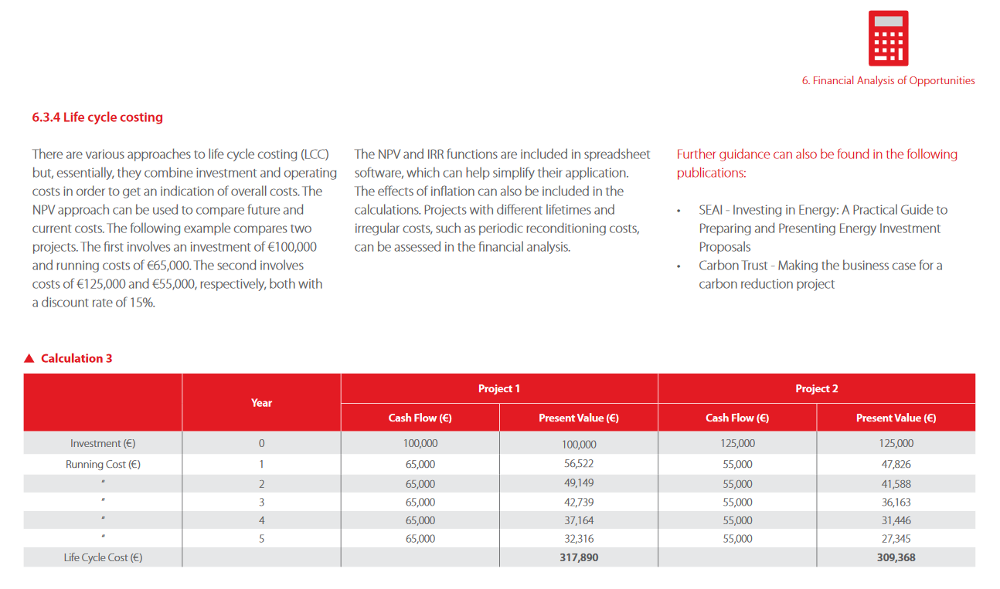 6. Financial Analysis of Opportunities
6.3.4 Life cycle costing
There are various approaches to life cycle costing (LCC)
but, essentially, they combine investment and operating
costs in order to get an indication of overall costs. The
NPV approach can be used to compare future and
current costs. The following example compares two
projects. The first involves an investment of €100,000
and running costs of €65,000. The second involves
costs of €125,000 and €55,000, respectively, both with
a discount rate of 15%.
The NPV and IRR functions are included in spreadsheet
software, which can help simplify their application.
The effects of inflation can also be included in the
calculations. Projects with different lifetimes and
irregular costs, such as periodic reconditioning costs,
can be assessed in the financial analysis.
Further guidance can also be found in the following
publications:
• SEAI - Investing in Energy: A Practical Guide to
Preparing and Presenting Energy Investment
Proposals
• Carbon Trust - Making the business case for a
carbon reduction project
▲ Calculation 3
Year Project 1 Project 2
Cash Flow (€) Present Value (€) Cash Flow (€) Present Value (€)
Investment (€) 0 100,000 100,000 125,000 125,000
Running Cost (€) 1 65,000 56,522 55,000 47,826
" 2 65,000 49,149 55,000 41,588
" 3 65,000 42,739 55,000 36,163
" 4 65,000 37,164 55,000 31,446
" 5 65,000 32,316 55,000 27,345
Life Cycle Cost (€) 317,890 309,368